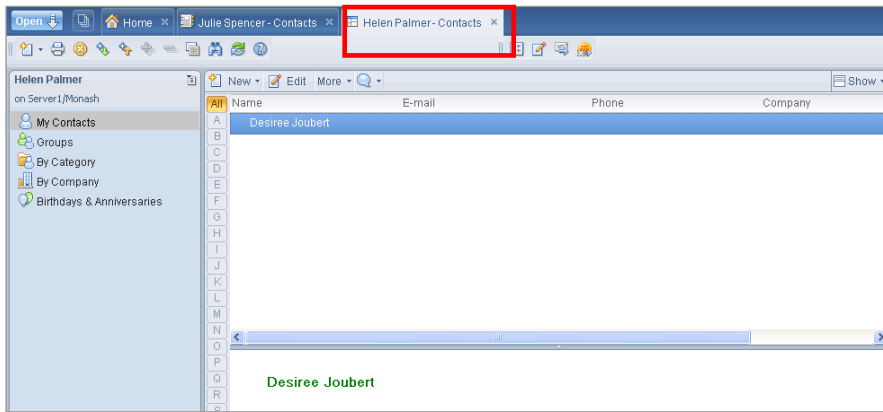 Open Home Julie Spencer - Contacts Helen Palmer - Contacts
Helen Palmer
on Server1/Monash
My Contacts
Groups
By Category
By Company
Birthdays & Anniversaries
New Edit More Show
All Name E-mail Phone Company
A Desiree Joubert
B
C
D
E
F
G
H
I
J
K
L
M
N
O
P
Q Desiree Joubert
R
S